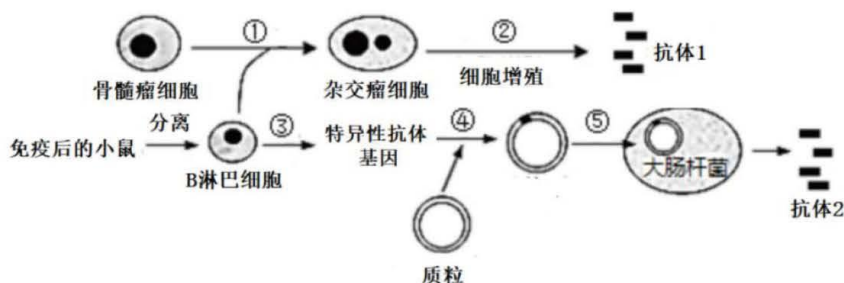 ①
②
骨髓瘤细胞
杂交瘤细胞
细胞增殖
抗体1
分离
免疫后的小鼠
B淋巴细胞
③
特异性抗体
基因
④
⑤
大肠杆菌
抗体2
质粒